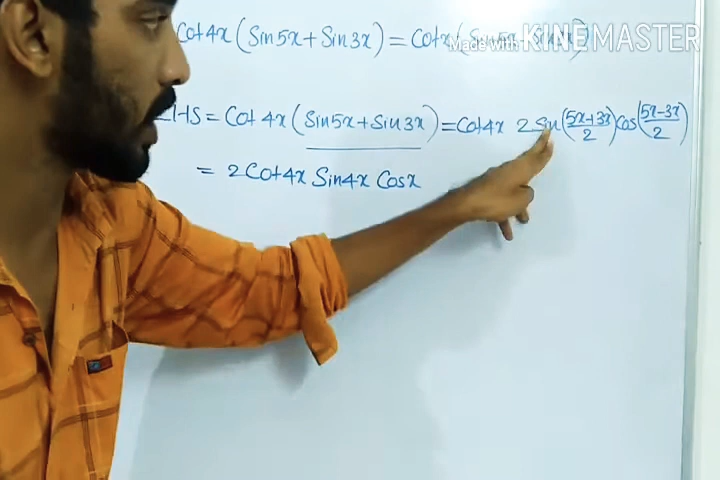 Cot4x (Sin5x + Sin3x) = Cotx (Sin5x - Sin3x)
Made with KINEMASTER
LHS = Cot 4x (Sin5x + Sin3x) = Cot4x 2 Sin (5x+3x/2) Cos (5x-3x/2)
= 2 Cot4x Sin4x Cosx